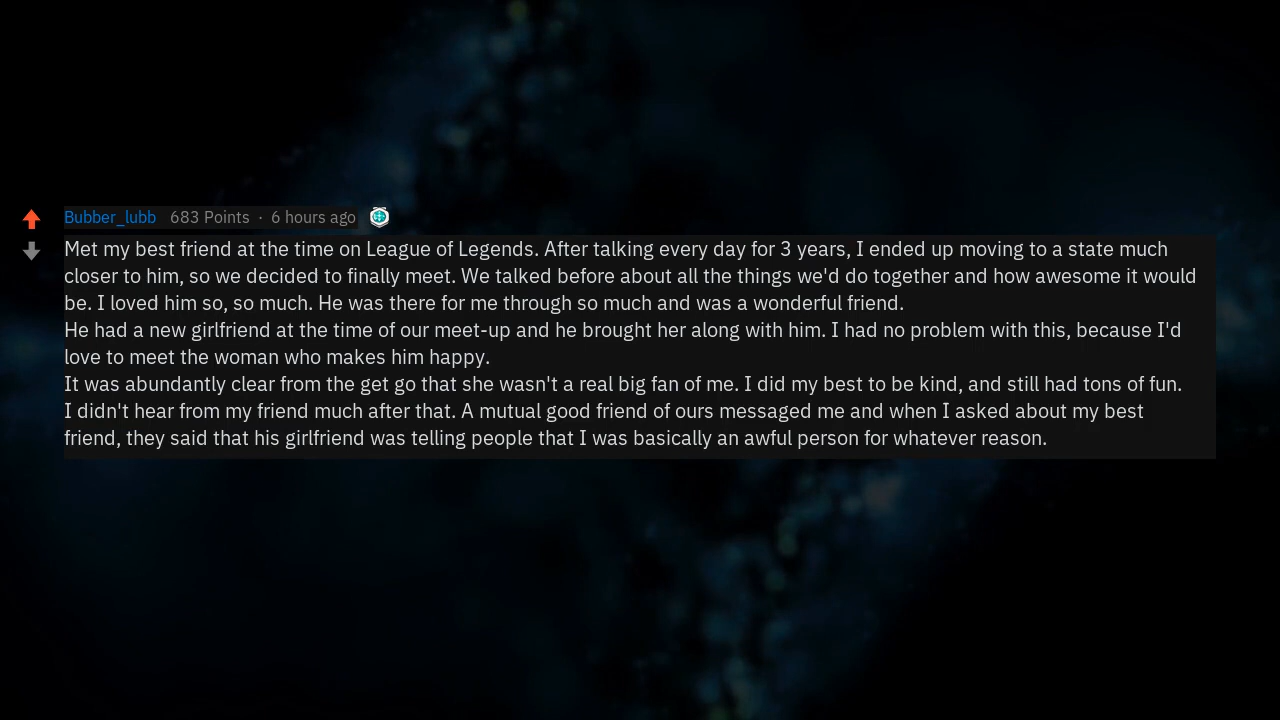 Bubber_lubb 683 Points · 6 hours ago
Met my best friend at the time on League of Legends. After talking every day for 3 years, I ended up moving to a state much
closer to him, so we decided to finally meet. We talked before about all the things we'd do together and how awesome it would
be. I loved him so, so much. He was there for me through so much and was a wonderful friend.
He had a new girlfriend at the time of our meet-up and he brought her along with him. I had no problem with this, because I'd
love to meet the woman who makes him happy.
It was abundantly clear from the get go that she wasn't a real big fan of me. I did my best to be kind, and still had tons of fun.
I didn't hear from my friend much after that. A mutual good friend of ours messaged me and when I asked about my best
friend, they said that his girlfriend was telling people that I was basically an awful person for whatever reason.